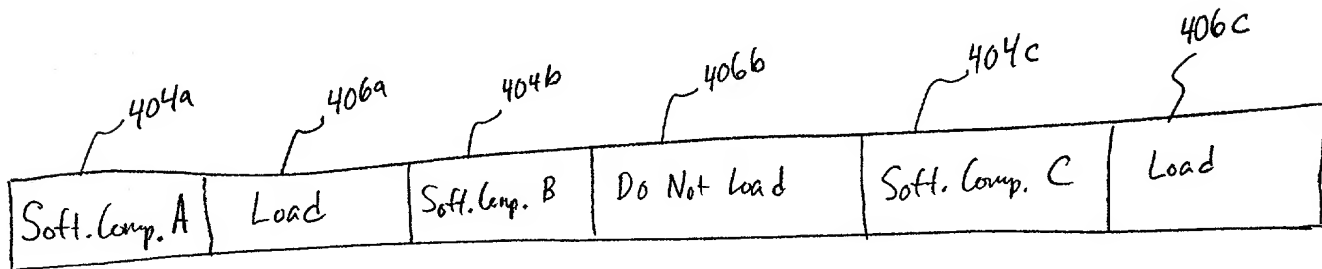 404a 406a 404b 406b 404c 406c
Soft. Comp. A Load Soft. Comp. B Do Not Load Soft. Comp. C Load